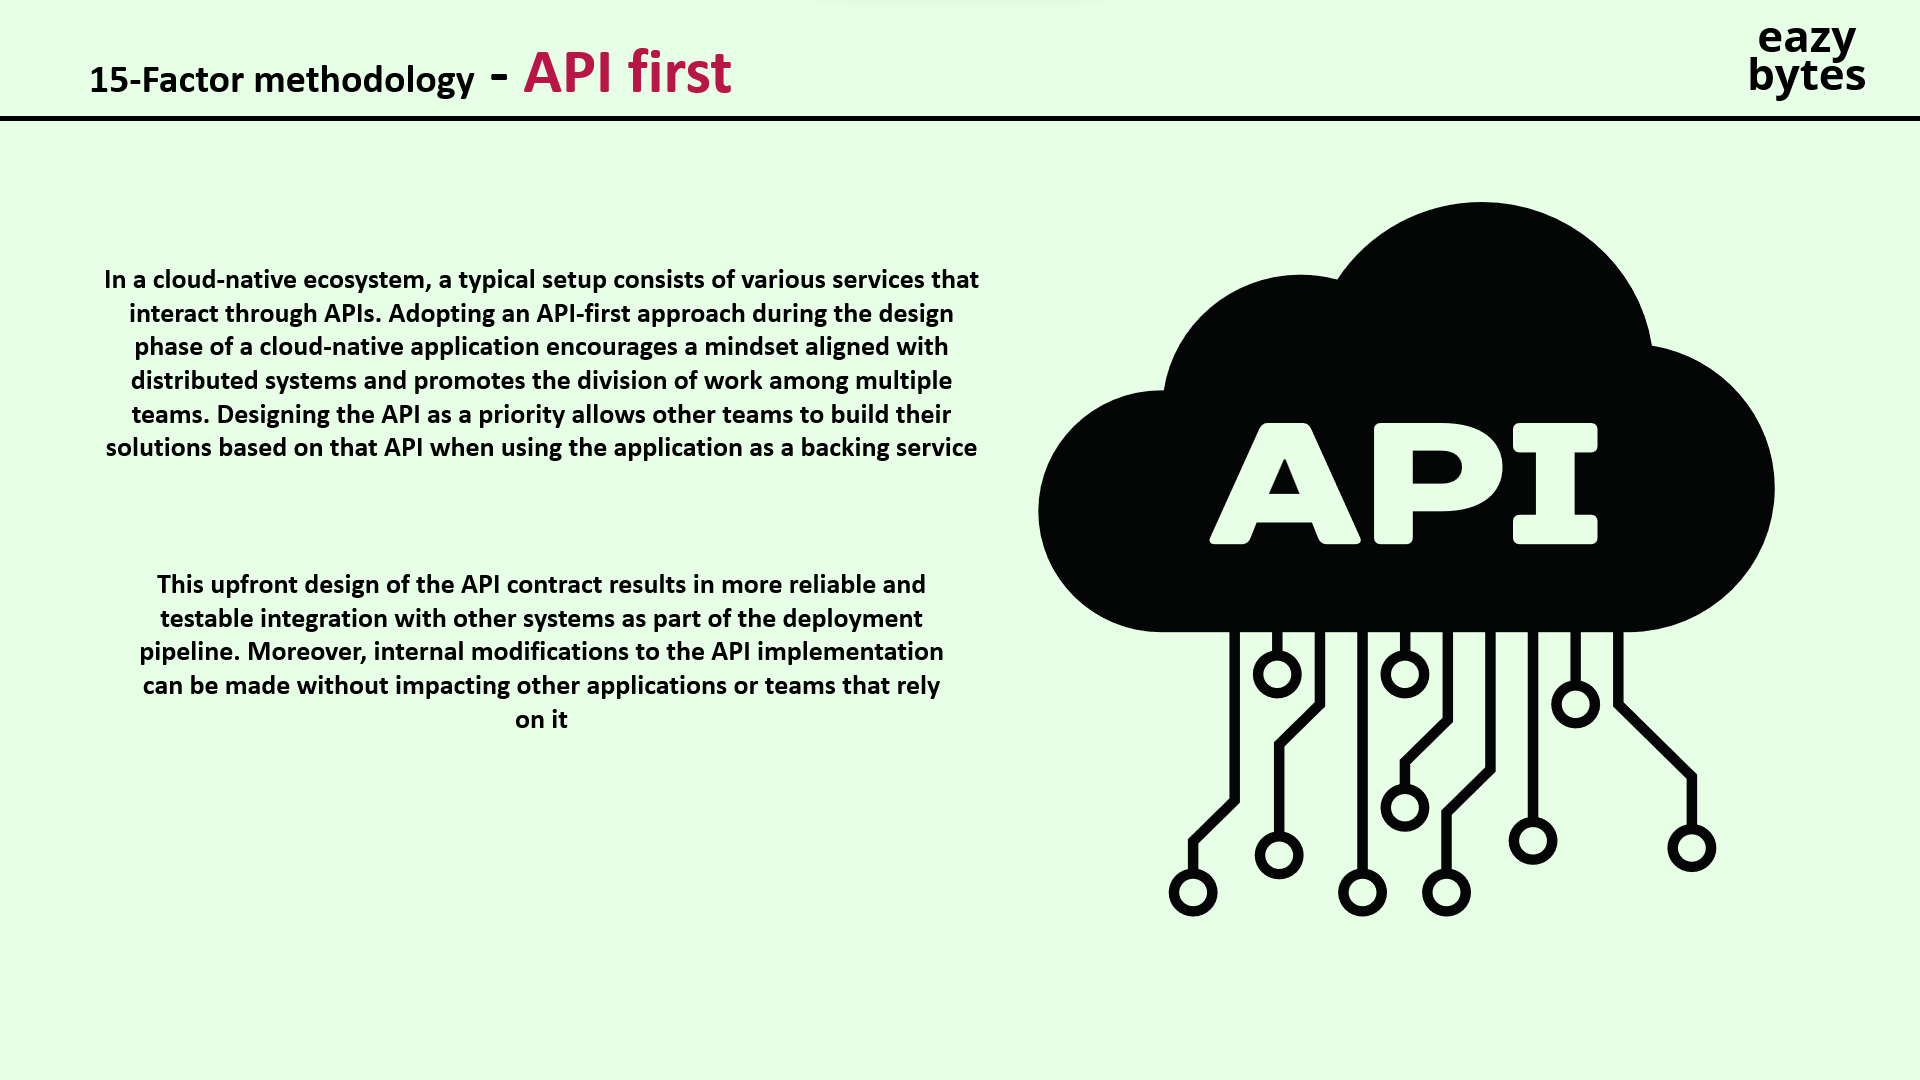 15-Factor methodology - API first
eazy
bytes
In a cloud-native ecosystem, a typical setup consists of various services that
interact through APIs. Adopting an API-first approach during the design
phase of a cloud-native application encourages a mindset aligned with
distributed systems and promotes the division of work among multiple
teams. Designing the API as a priority allows other teams to build their
solutions based on that API when using the application as a backing service
This upfront design of the API contract results in more reliable and
testable integration with other systems as part of the deployment
pipeline. Moreover, internal modifications to the API implementation
can be made without impacting other applications or teams that rely
on it
API